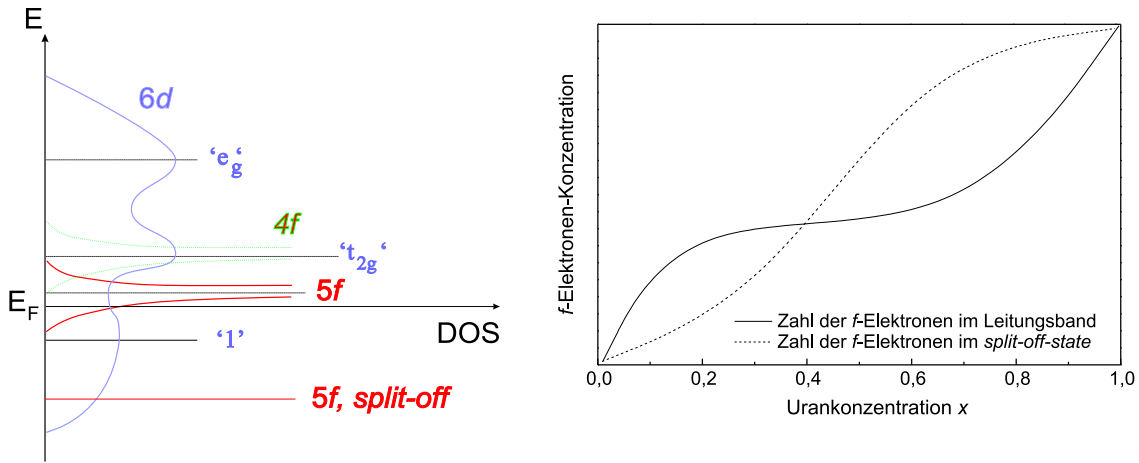 E
6d
‘eg‘
4f
‘t2g‘
5f
EF
DOS
‘1’
5f, split-off
f-Elektronen-Konzentration
Zahl der f-Elektronen im Leitungsband
Zahl der f-Elektronen im split-off-state
0,0 0,2 0,4 0,6 0,8 1,0
Urankonzentration x